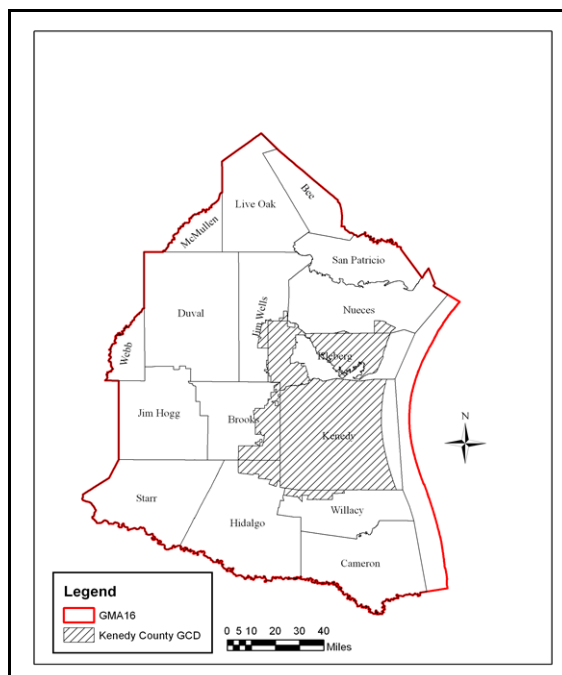 Bee
Live Oak
McMullen
San Patricio
Duval
Jim Wells
Nueces
Webb
Kleberg
Jim Hogg
Brooks
Kenedy
N
Starr
Willacy
Hidalgo
Cameron
Legend
GMA16
Kenedy County GCD
0 5 10 20 30 40
Miles